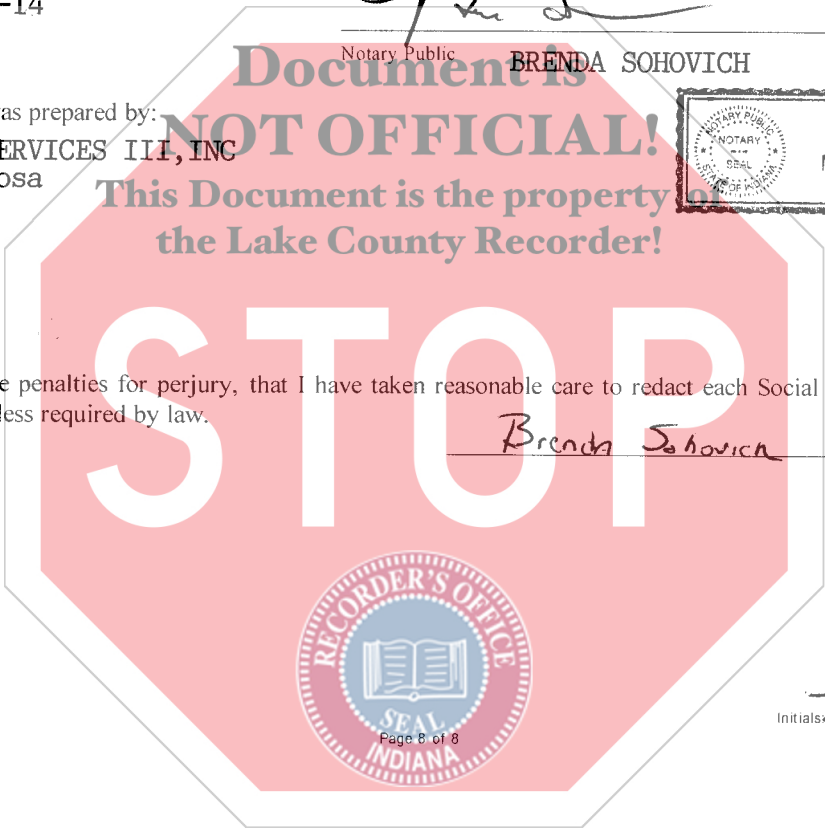 -14
Notary Public BRENDA SOHOVICH
Document is
as prepared by:
NOT OFFICIAL!
ERVICES III,INC
osa
NOTARY PUBLIC
NOTARY
SEAL
STATE OF INDIANA
This Document is the property of
the Lake County Recorder!
STOP
e penalties for perjury, that I have taken reasonable care to redact each Social
less required by law.
Brenda Sohovich
RECORDER'S OFFICE
SEAL
INDIANA
Page 8 of 8
Initials